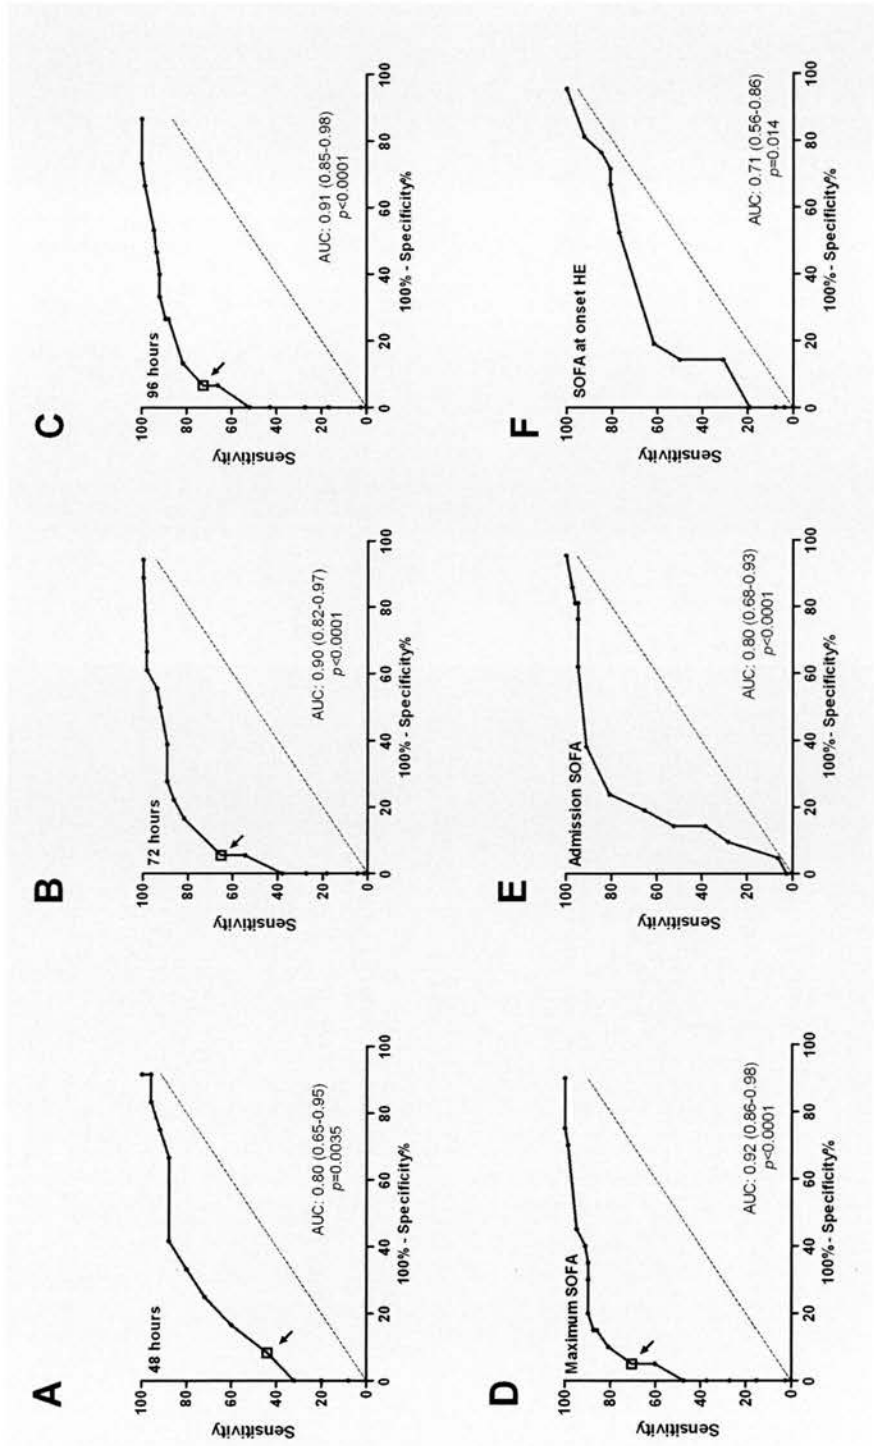 A
48 hours
Sensitivity
100
80
60
40
20
0
0 20 40 60 80 100
100% - Specificity%
AUC: 0.80 (0.65-0.95)
p=0.0035
B
72 hours
Sensitivity
100
80
60
40
20
0
0 20 40 60 80 100
100% - Specificity%
AUC: 0.90 (0.82-0.97)
p<0.0001
C
96 hours
Sensitivity
100
80
60
40
20
0
0 20 40 60 80 100
100% - Specificity%
AUC: 0.91 (0.85-0.98)
p<0.0001
D
Maximum SOFA
Sensitivity
100
80
60
40
20
0
0 20 40 60 80 100
100% - Specificity%
AUC: 0.92 (0.86-0.98)
p<0.0001
E
Admission SOFA
Sensitivity
100
80
60
40
20
0
0 20 40 60 80 100
100% - Specificity%
AUC: 0.80 (0.68-0.93)
p<0.0001
F
SOFA at onset HE
Sensitivity
100
80
60
40
20
0
0 20 40 60 80 100
100% - Specificity%
AUC: 0.71 (0.56-0.86)
p=0.014